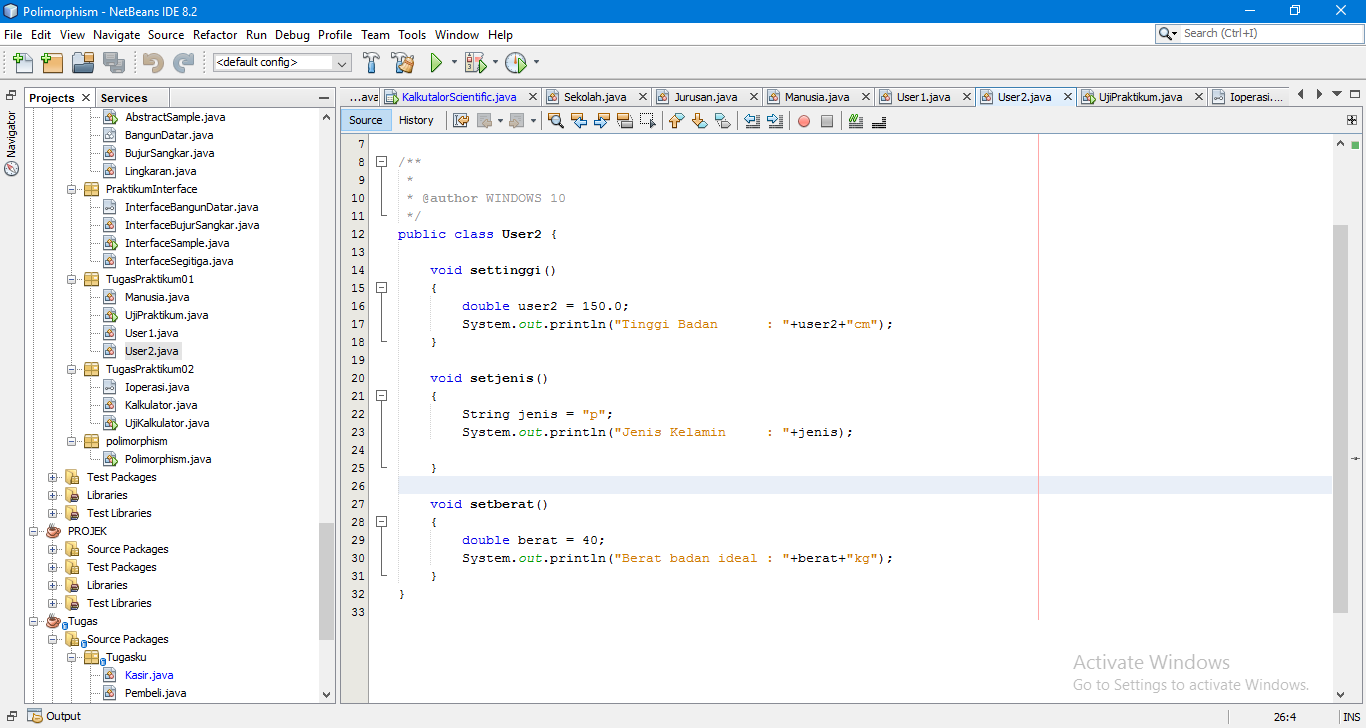 Polimorphism - NetBeans IDE 8.2
File Edit View Navigate Source Refactor Run Debug Profile Team Tools Window Help
Search (Ctrl+I)
<default config>
Projects Services
Navigator
AbstractSample.java
BangunDatar.java
BujurSangkar.java
Lingkaran.java
PraktikumInterface
InterfaceBangunDatar.java
InterfaceBujurSangkar.java
InterfaceSample.java
InterfaceSegitiga.java
TugasPraktikum01
Manusia.java
UjiPraktikum.java
User1.java
User2.java
TugasPraktikum02
Ioperasi.java
Kalkulator.java
UjiKalkulator.java
polimorphism
Polimorphism.java
Test Packages
Libraries
Test Libraries
PROJEK
Source Packages
Test Packages
Libraries
Test Libraries
Tugas
Source Packages
Tugasku
Kasir.java
Pembeli.java
...ava KalkutalorScientific.java Sekolah.java Jurusan.java Manusia.java User1.java User2.java UjiPraktikum.java Ioperasi....
Source History
7
8 /**
9 *
10 * @author WINDOWS 10
11 */
12 public class User2 {
13
14 void settinggi()
15 {
16 double user2 = 150.0;
17 System.out.println("Tinggi Badan      : "+user2+"cm");
18 }
19
20 void setjenis()
21 {
22 String jenis = "p";
23 System.out.println("Jenis Kelamin     : "+jenis);
24
25 }
26
27 void setberat()
28 {
29 double berat = 40;
30 System.out.println("Berat badan ideal : "+berat+"kg");
31 }
32 }
33
Activate Windows
Go to Settings to activate Windows.
Output
26:4 INS